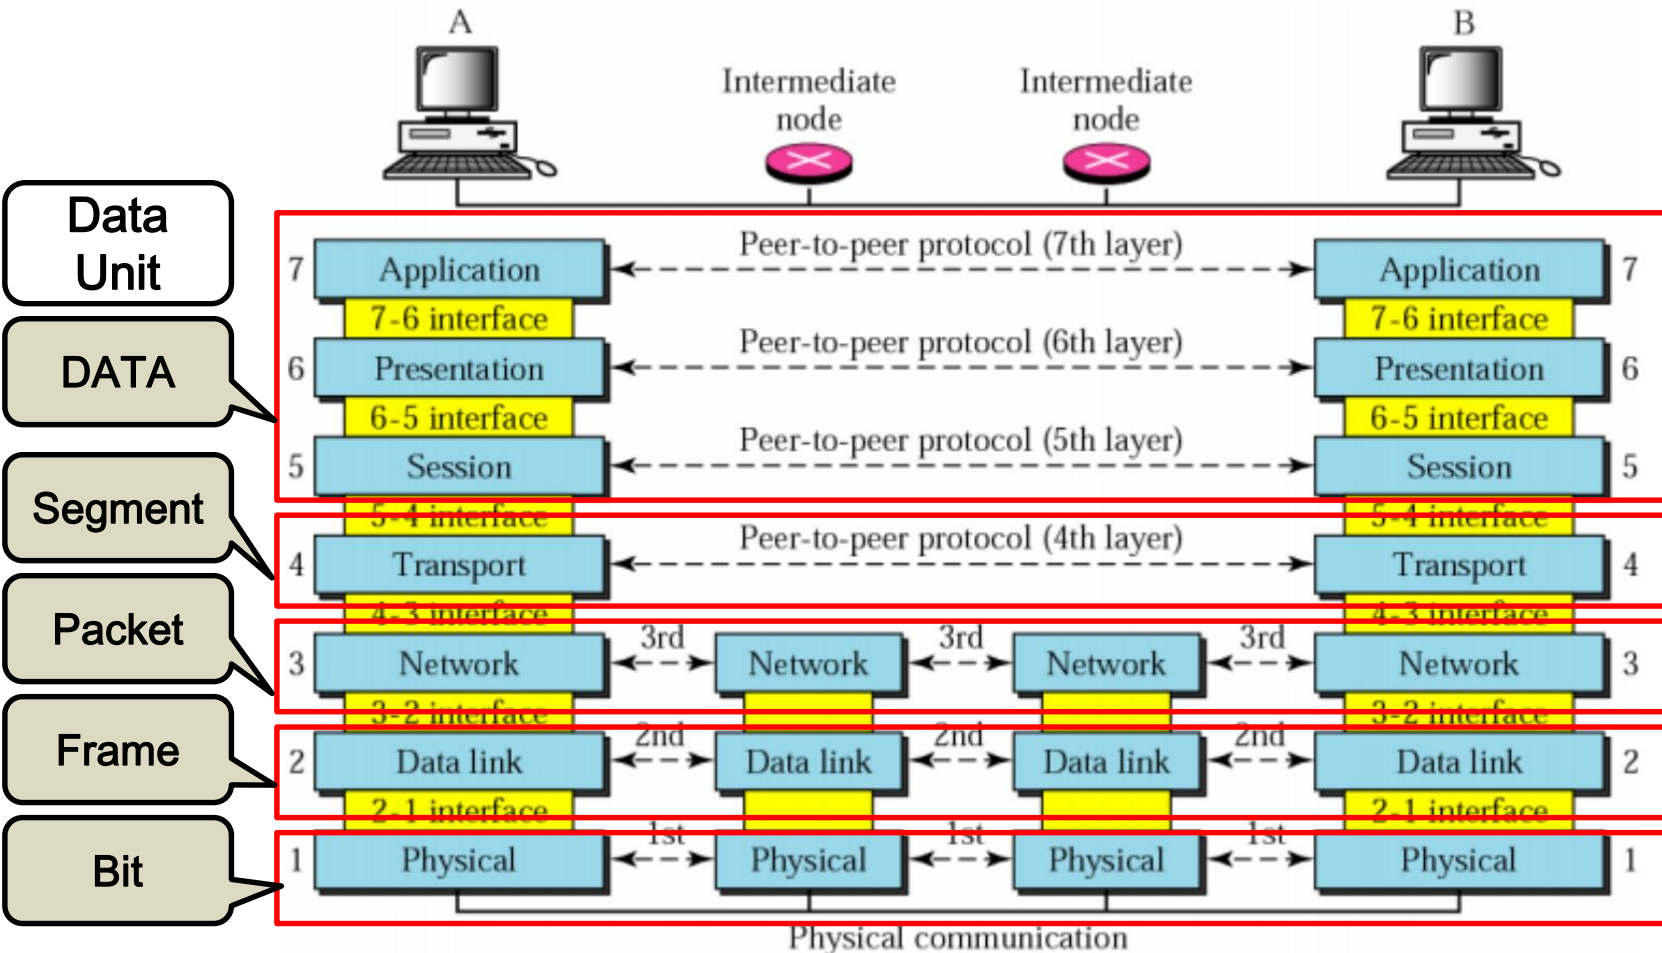 A
B
Intermediate
node
Intermediate
node
Data
Unit
DATA
Segment
Packet
Frame
Bit
7 Application Peer-to-peer protocol (7th layer) Application 7
7-6 interface 7-6 interface
6 Presentation Peer-to-peer protocol (6th layer) Presentation 6
6-5 interface 6-5 interface
5 Session Peer-to-peer protocol (5th layer) Session 5
5-4 interface 5-4 interface
4 Transport Peer-to-peer protocol (4th layer) Transport 4
4-3 interface 4-3 interface
3 Network 3rd Network 3rd Network 3rd Network 3
3-2 interface 3-2 interface
2 Data link 2nd Data link 2nd Data link 2nd Data link 2
2-1 interface 2-1 interface
1 Physical 1st Physical 1st Physical 1st Physical 1
Physical communication